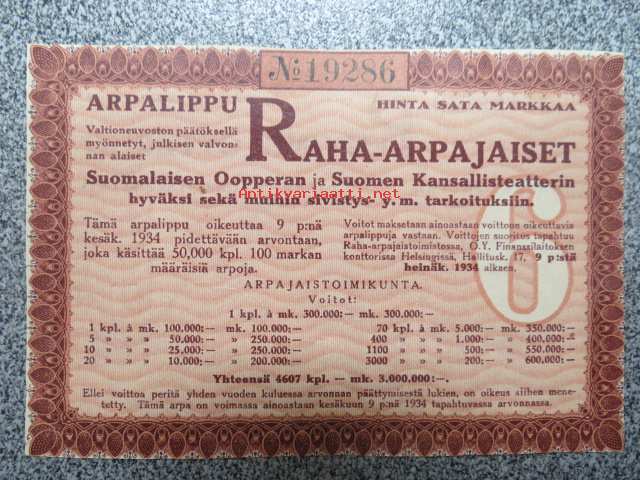 № 19286
ARPALIPPU
HINTA SATA MARKKAA
Valtioneuvoston päätöksellä
myönnetyt, julkisen valvon-
nan alaiset
RAHA-ARPAJAISET
Suomalaisen Oopperan ja Suomen Kansallisteatterin
hyväksi sekä muihin sivistys- y.m. tarkoituksiin.
Antikvariaatti.net
Tämä arpalippu oikeuttaa 9 p:nä
kesäk. 1934 pidettävään arvontaan,
joka käsittää 50,000 kpl. 100 markan
määräisiä arpoja.
Voitot maksetaan ainoastaan voittoon oikeuttavia
arpalippuja vastaan. Voittojen suoritus tapahtuu
Raha-arpajaistoimistossa, O.Y. Finanssilaitoksen
konttorissa Helsingissä, Hallitusk. 17, 9 p:stä
heinäk. 1934 alkaen.
6
ARPAJAISTOIMIKUNTA.
Voitot:
1 kpl. à mk. 300.000:— mk. 300.000:—
1 kpl. à mk. 100.000:— mk. 100.000:—
5 » » 50.000:— » 250.000:—
10 » » 25.000:— » 250.000:—
20 » » 10.000:— » 200.000:—
70 kpl. à mk. 5.000:— mk. 350.000:—
400 » » 1.000:— » 400.000:—
1100 » » 500:— » 550.000:—
3000 » » 200:— » 600.000:—
Yhteensä 4607 kpl. — mk. 3.000.000:—.
Ellei voittoa peritä yhden vuoden kuluessa arvonnan päättymisestä lukien, on oikeus siihen mene-
tetty. Tämä arpa on voimassa ainoastaan kesäkuun 9 p:nä 1934 tapahtuvassa arvonnassa.